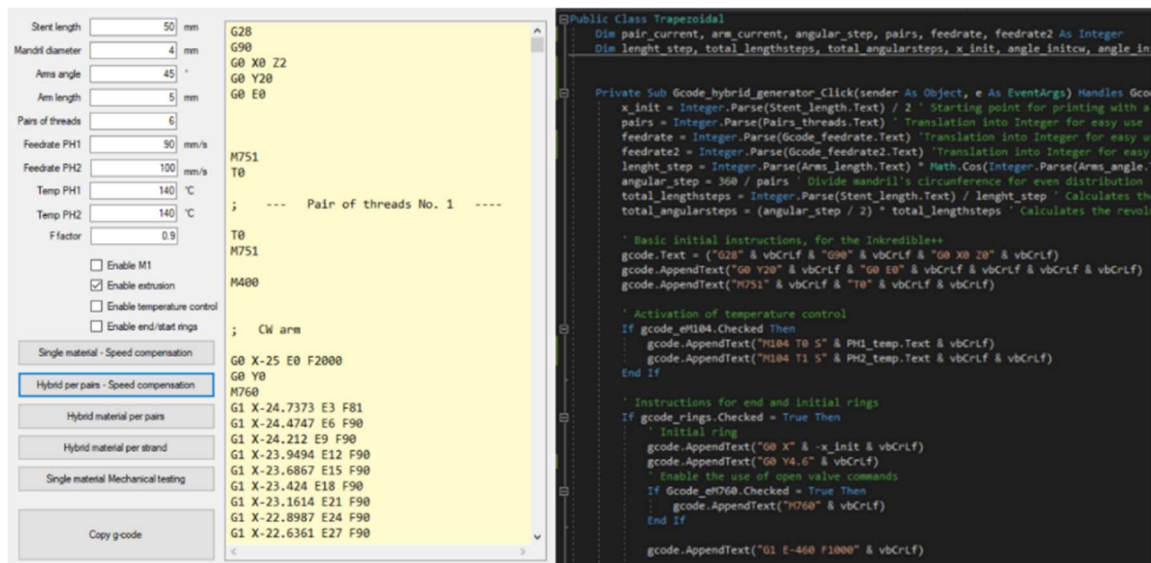 Stent length 50 mm
Mandril diameter 4 mm
Arms angle 45 °
Arm length 5 mm
Pairs of threads 6
Feedrate PH1 90 mm/s
Feedrate PH2 100 mm/s
Temp PH1 140 °C
Temp PH2 140 °C
F factor 0.9
Enable M1
Enable extrusion
Enable temperature control
Enable end/start rings
Single material - Speed compensation
Hybrid per pairs - Speed compensation
Hybrid material per pairs
Hybrid material per strand
Single material Mechanical testing
Copy g-code
G28
G90
G0 X0 Z2
G0 Y20
G0 E0
M751
T0
; --- Pair of threads No. 1 ----
T0
M751
M400
; CW arm
G0 X-25 E0 F2000
G0 Y0
M760
G1 X-24.7373 E3 F81
G1 X-24.4747 E6 F90
G1 X-24.212 E9 F90
G1 X-23.9494 E12 F90
G1 X-23.6867 E15 F90
G1 X-23.424 E18 F90
G1 X-23.1614 E21 F90
G1 X-22.8987 E24 F90
G1 X-22.6361 E27 F90
Public Class Trapezoidal
Dim pair_current, arm_current, angular_step, pairs, feedrate, feedrate2 As Integer
Dim lenght_step, total_lengthsteps, total_angularsteps, x_init, angle_initcw, angle_in
Private Sub Gcode_hybrid_generator_Click(sender As Object, e As EventArgs) Handles Gcod
x_init = Integer.Parse(Stent_length.Text) / 2 ' Starting point for printing with a
pairs = Integer.Parse(Pairs_threads.Text) ' Translation into Integer for easy use
feedrate = Integer.Parse(Gcode_feedrate.Text) 'Translation into Integer for easy u
feedrate2 = Integer.Parse(Gcode_feedrate2.Text) 'Translation into Integer for easy
lenght_step = Integer.Parse(Arms_length.Text) * Math.Cos(Integer.Parse(Arms_angle.
angular_step = 360 / pairs ' Divide mandril's circunference for even distribution
total_lengthsteps = Integer.Parse(Stent_length.Text) / lenght_step ' Calculates the
total_angularsteps = (angular_step / 2) * total_lengthsteps ' Calculates the revol
' Basic initial instructions, for the Inkredible++
gcode.Text = ("G28" & vbCrLf & "G90" & vbCrLf & "G0 X0 Z0" & vbCrLf)
gcode.AppendText("G0 Y20" & vbCrLf & "G0 E0" & vbCrLf & vbCrLf & vbCrLf & vbCrLf)
gcode.AppendText("M751" & vbCrLf & "T0" & vbCrLf & vbCrLf)
' Activation of temperature control
If gcode_eM104.Checked Then
gcode.AppendText("M104 T0 S" & PH1_temp.Text & vbCrLf)
gcode.AppendText("M104 T1 S" & PH2_temp.Text & vbCrLf & vbCrLf)
End If
' Instructions for end and initial rings
If gcode_rings.Checked = True Then
' Initial ring
gcode.AppendText("G0 X" & -x_init & vbCrLf)
gcode.AppendText("G0 Y4.6" & vbCrLf)
' Enable the use of open valve commands
If Gcode_eM760.Checked = True Then
gcode.AppendText("M760" & vbCrLf)
End If
gcode.AppendText("G1 E-460 F1000" & vbCrLf)